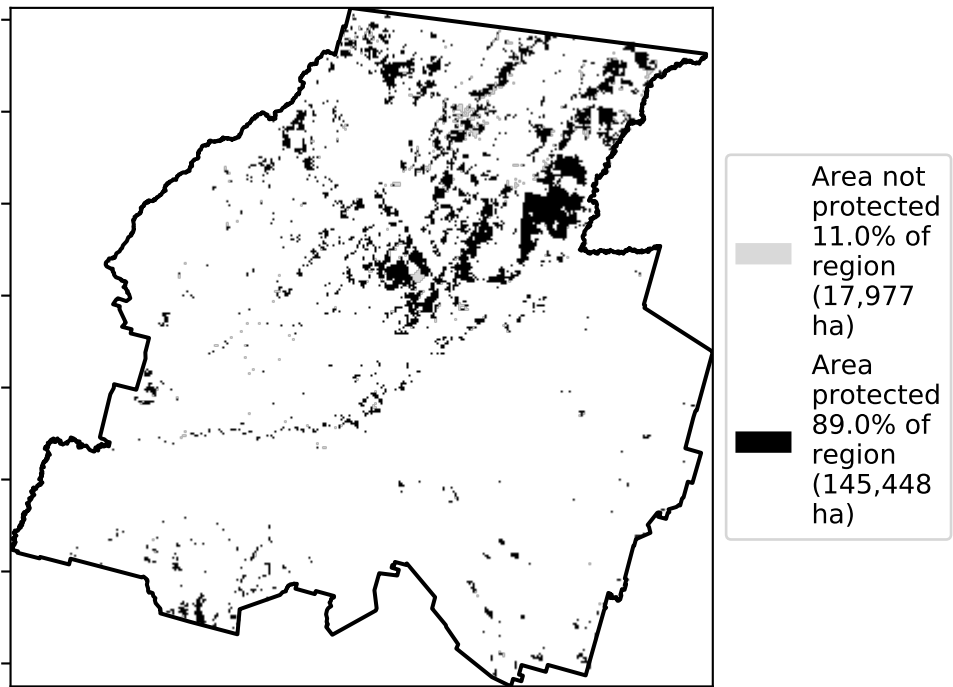 Area not
protected
11.0% of
region
(17,977
ha)
Area
protected
89.0% of
region
(145,448
ha)